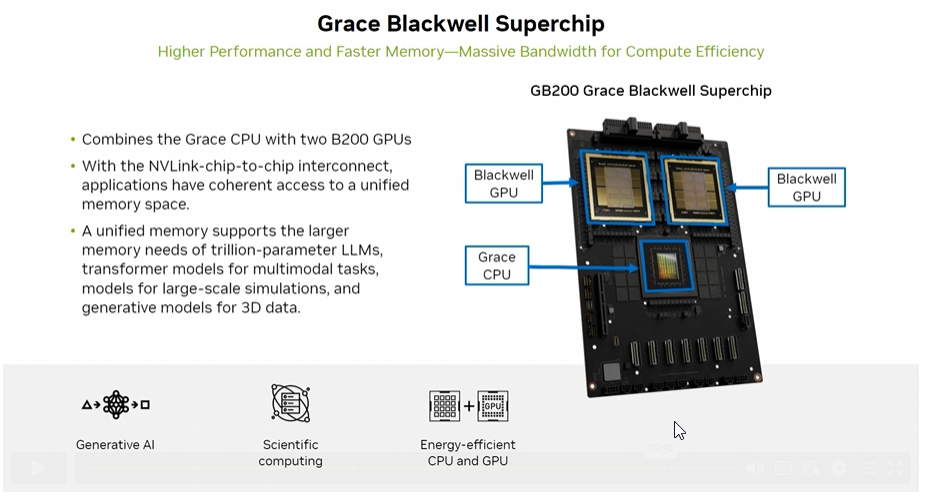 Grace Blackwell Superchip
Higher Performance and Faster Memory—Massive Bandwidth for Compute Efficiency
GB200 Grace Blackwell Superchip
• Combines the Grace CPU with two B200 GPUs
• With the NVLink-chip-to-chip interconnect,
applications have coherent access to a unified
memory space.
• A unified memory supports the larger
memory needs of trillion-parameter LLMs,
transformer models for multimodal tasks,
models for large-scale simulations, and
generative models for 3D data.
Blackwell
GPU
Blackwell
GPU
Grace
CPU
GPU
Generative AI
Scientific
computing
Energy-efficient
CPU and GPU